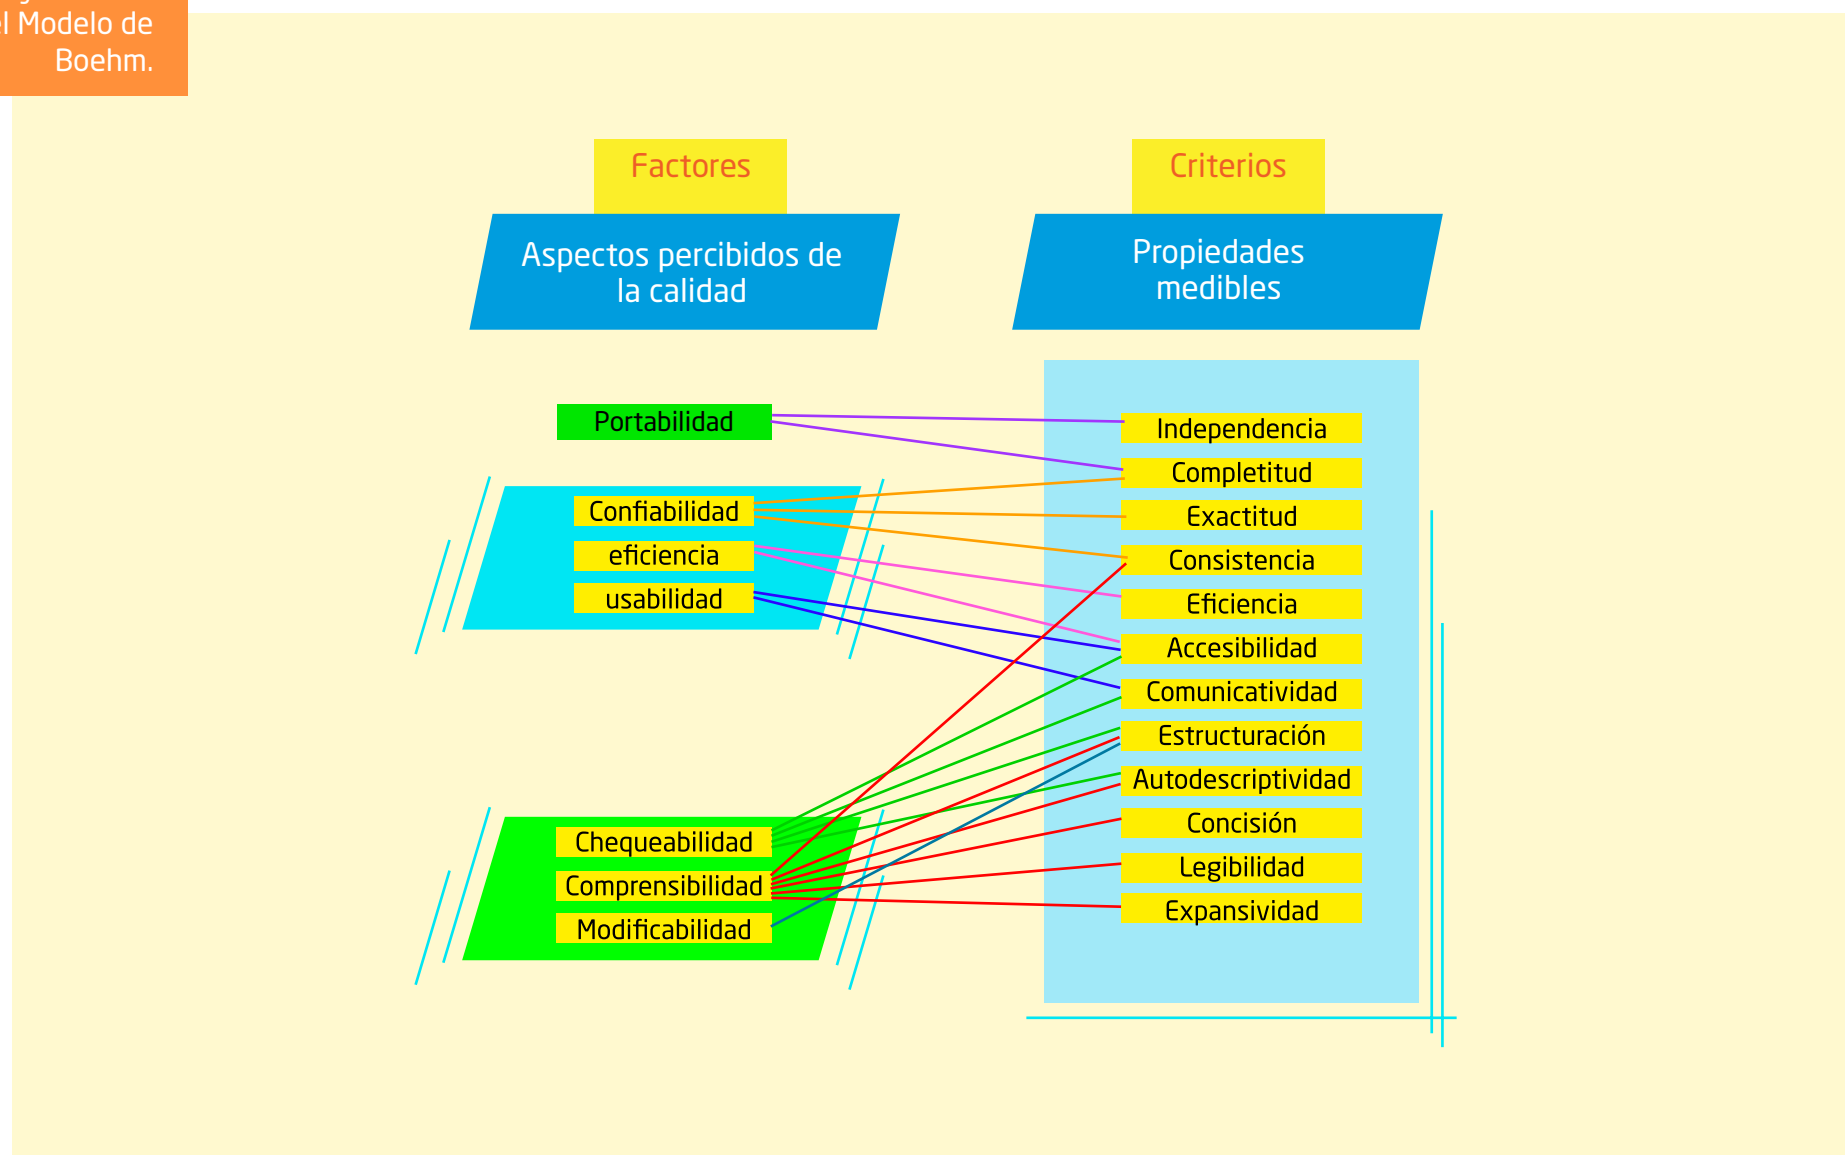 el Modelo de
Boehm.
Factores
Criterios
Aspectos percibidos de
la calidad
Propiedades
medibles
Portabilidad
Confiabilidad
eficiencia
usabilidad
Chequeabilidad
Comprensibilidad
Modificabilidad
Independencia
Completitud
Exactitud
Consistencia
Eficiencia
Accesibilidad
Comunicatividad
Estructuración
Autodescriptividad
Concisión
Legibilidad
Expansividad